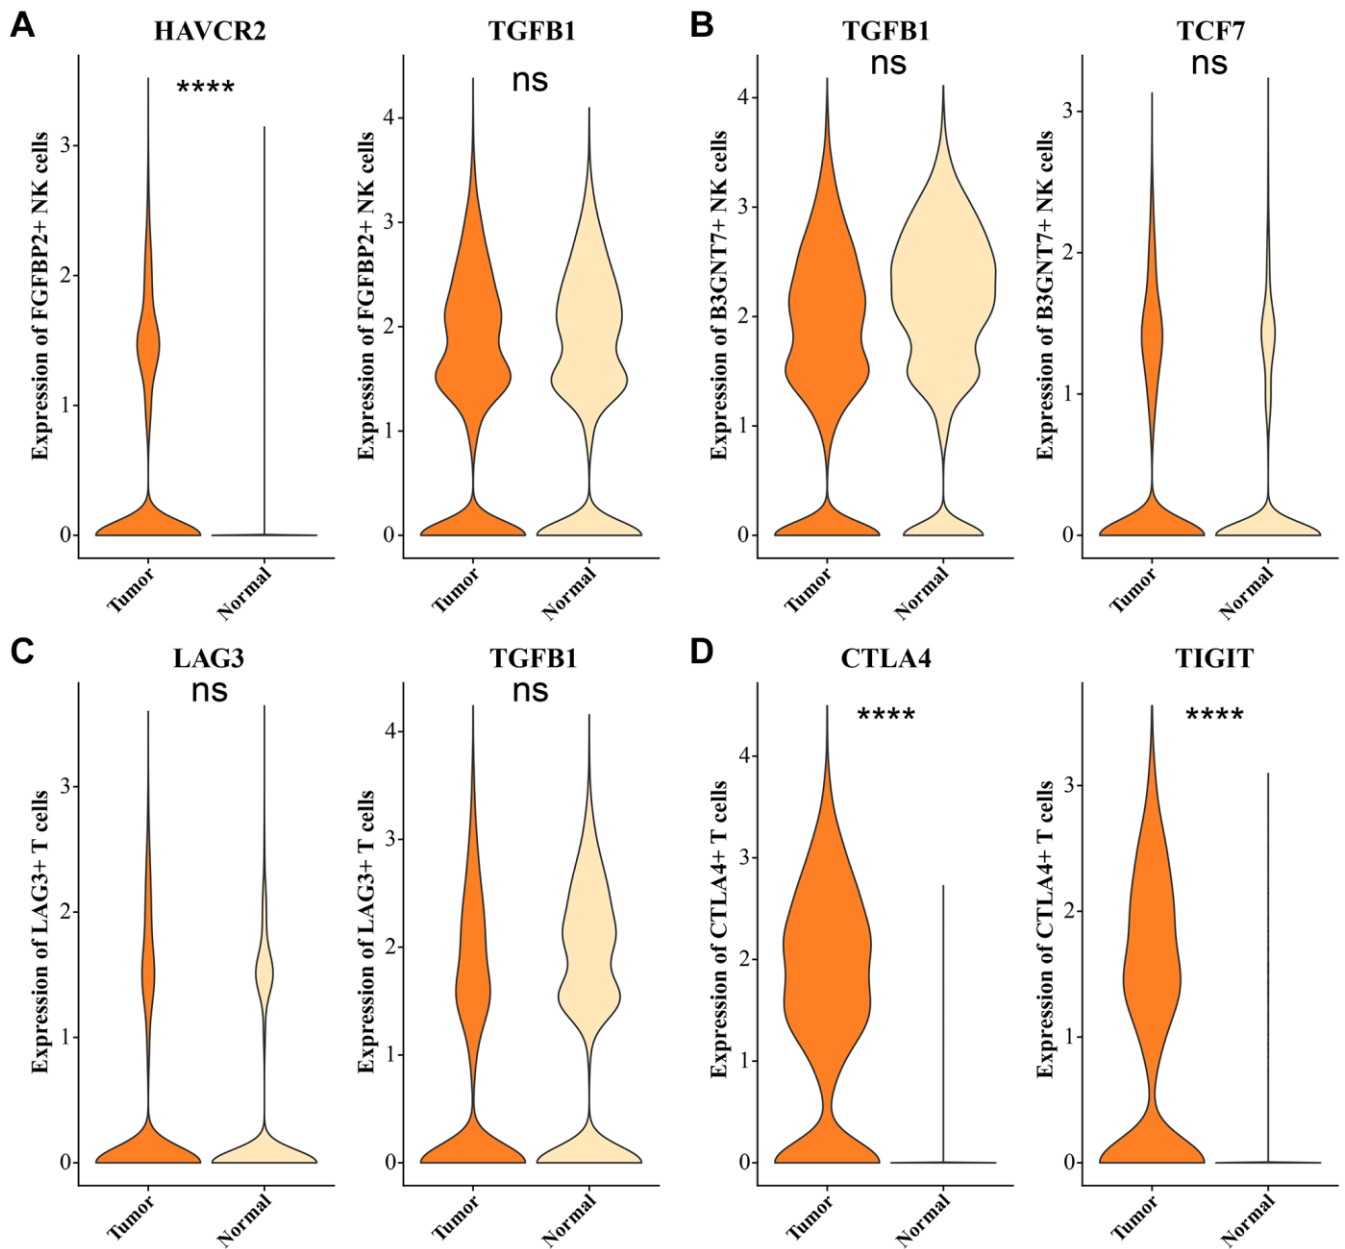 A
HAVCR2
TGFB1
B
TGFB1
TCF7
****
ns
ns
ns
Expression of FGFBP2+ NK cells
3
2
1
0
Tumor
Normal
Expression of FGFBP2+ NK cells
4
3
2
1
0
Tumor
Normal
Expression of B3GNT7+ NK cells
4
3
2
1
0
Tumor
Normal
Expression of B3GNT7+ NK cells
3
2
1
0
Tumor
Normal
C
LAG3
TGFB1
D
CTLA4
TIGIT
ns
ns
****
****
Expression of LAG3+ T cells
3
2
1
0
Tumor
Normal
Expression of LAG3+ T cells
4
3
2
1
0
Tumor
Normal
Expression of CTLA4+ T cells
4
3
2
1
0
Tumor
Normal
Expression of CTLA4+ T cells
3
2
1
0
Tumor
Normal